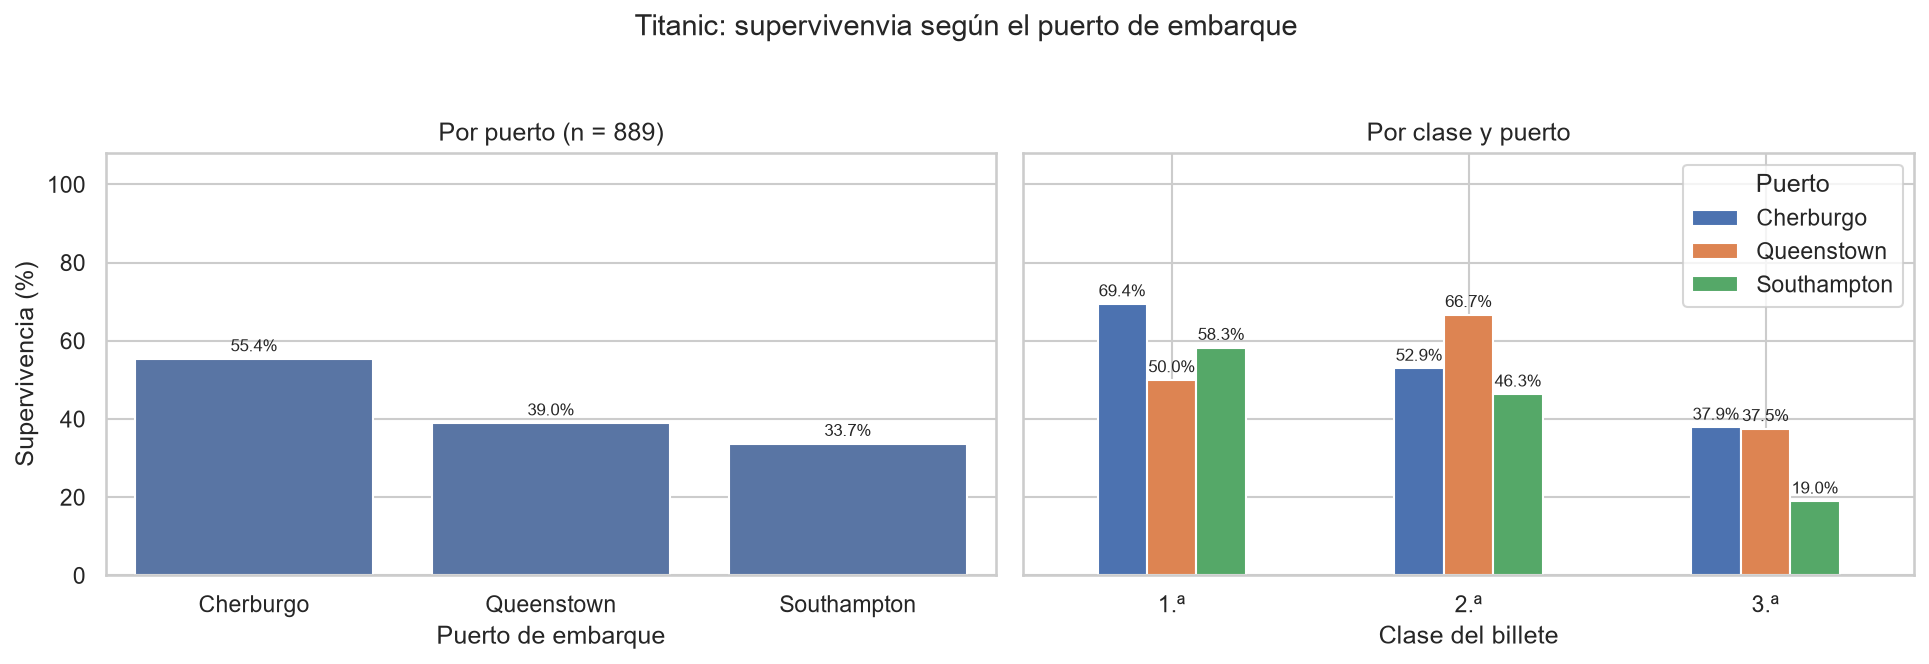 Titanic: supervivenvia según el puerto de embarque
Por puerto (n = 889)
Supervivencia (%)
100
80
60
40
20
0
55.4%
39.0%
33.7%
Cherburgo
Queenstown
Southampton
Puerto de embarque
Por clase y puerto
Puerto
Cherburgo
Queenstown
Southampton
69.4%
50.0%
58.3%
52.9%
66.7%
46.3%
37.9%
37.5%
19.0%
1.ª
2.ª
3.ª
Clase del billete